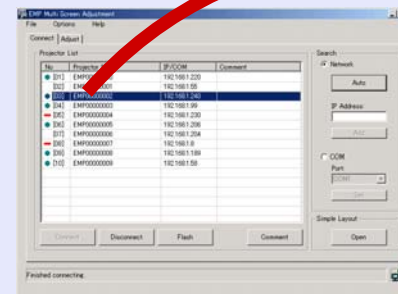 EMP Multi Screen Adjustment
File Options Help
Connect Adjust
Projector List
No Projector IP/COM Comment
[01] 192.168.1.220
[02] 192.168.1.55
[03] EMP00000002 192.168.1.240
[04] EMP00000003 192.168.1.99
[05] EMP00000004 192.168.1.230
[06] EMP00000005 192.168.1.206
[07] EMP00000006 192.168.1.204
[08] EMP00000007 192.168.1.8
[09] EMP00000008 192.168.1.189
[10] EMP00000009 192.168.1.58
Connect Disconnect Flash Comment
Search
Network
Auto
IP Address
Add
COM
Port
COM1
Set
Simple Layout
Open
Finished connecting.